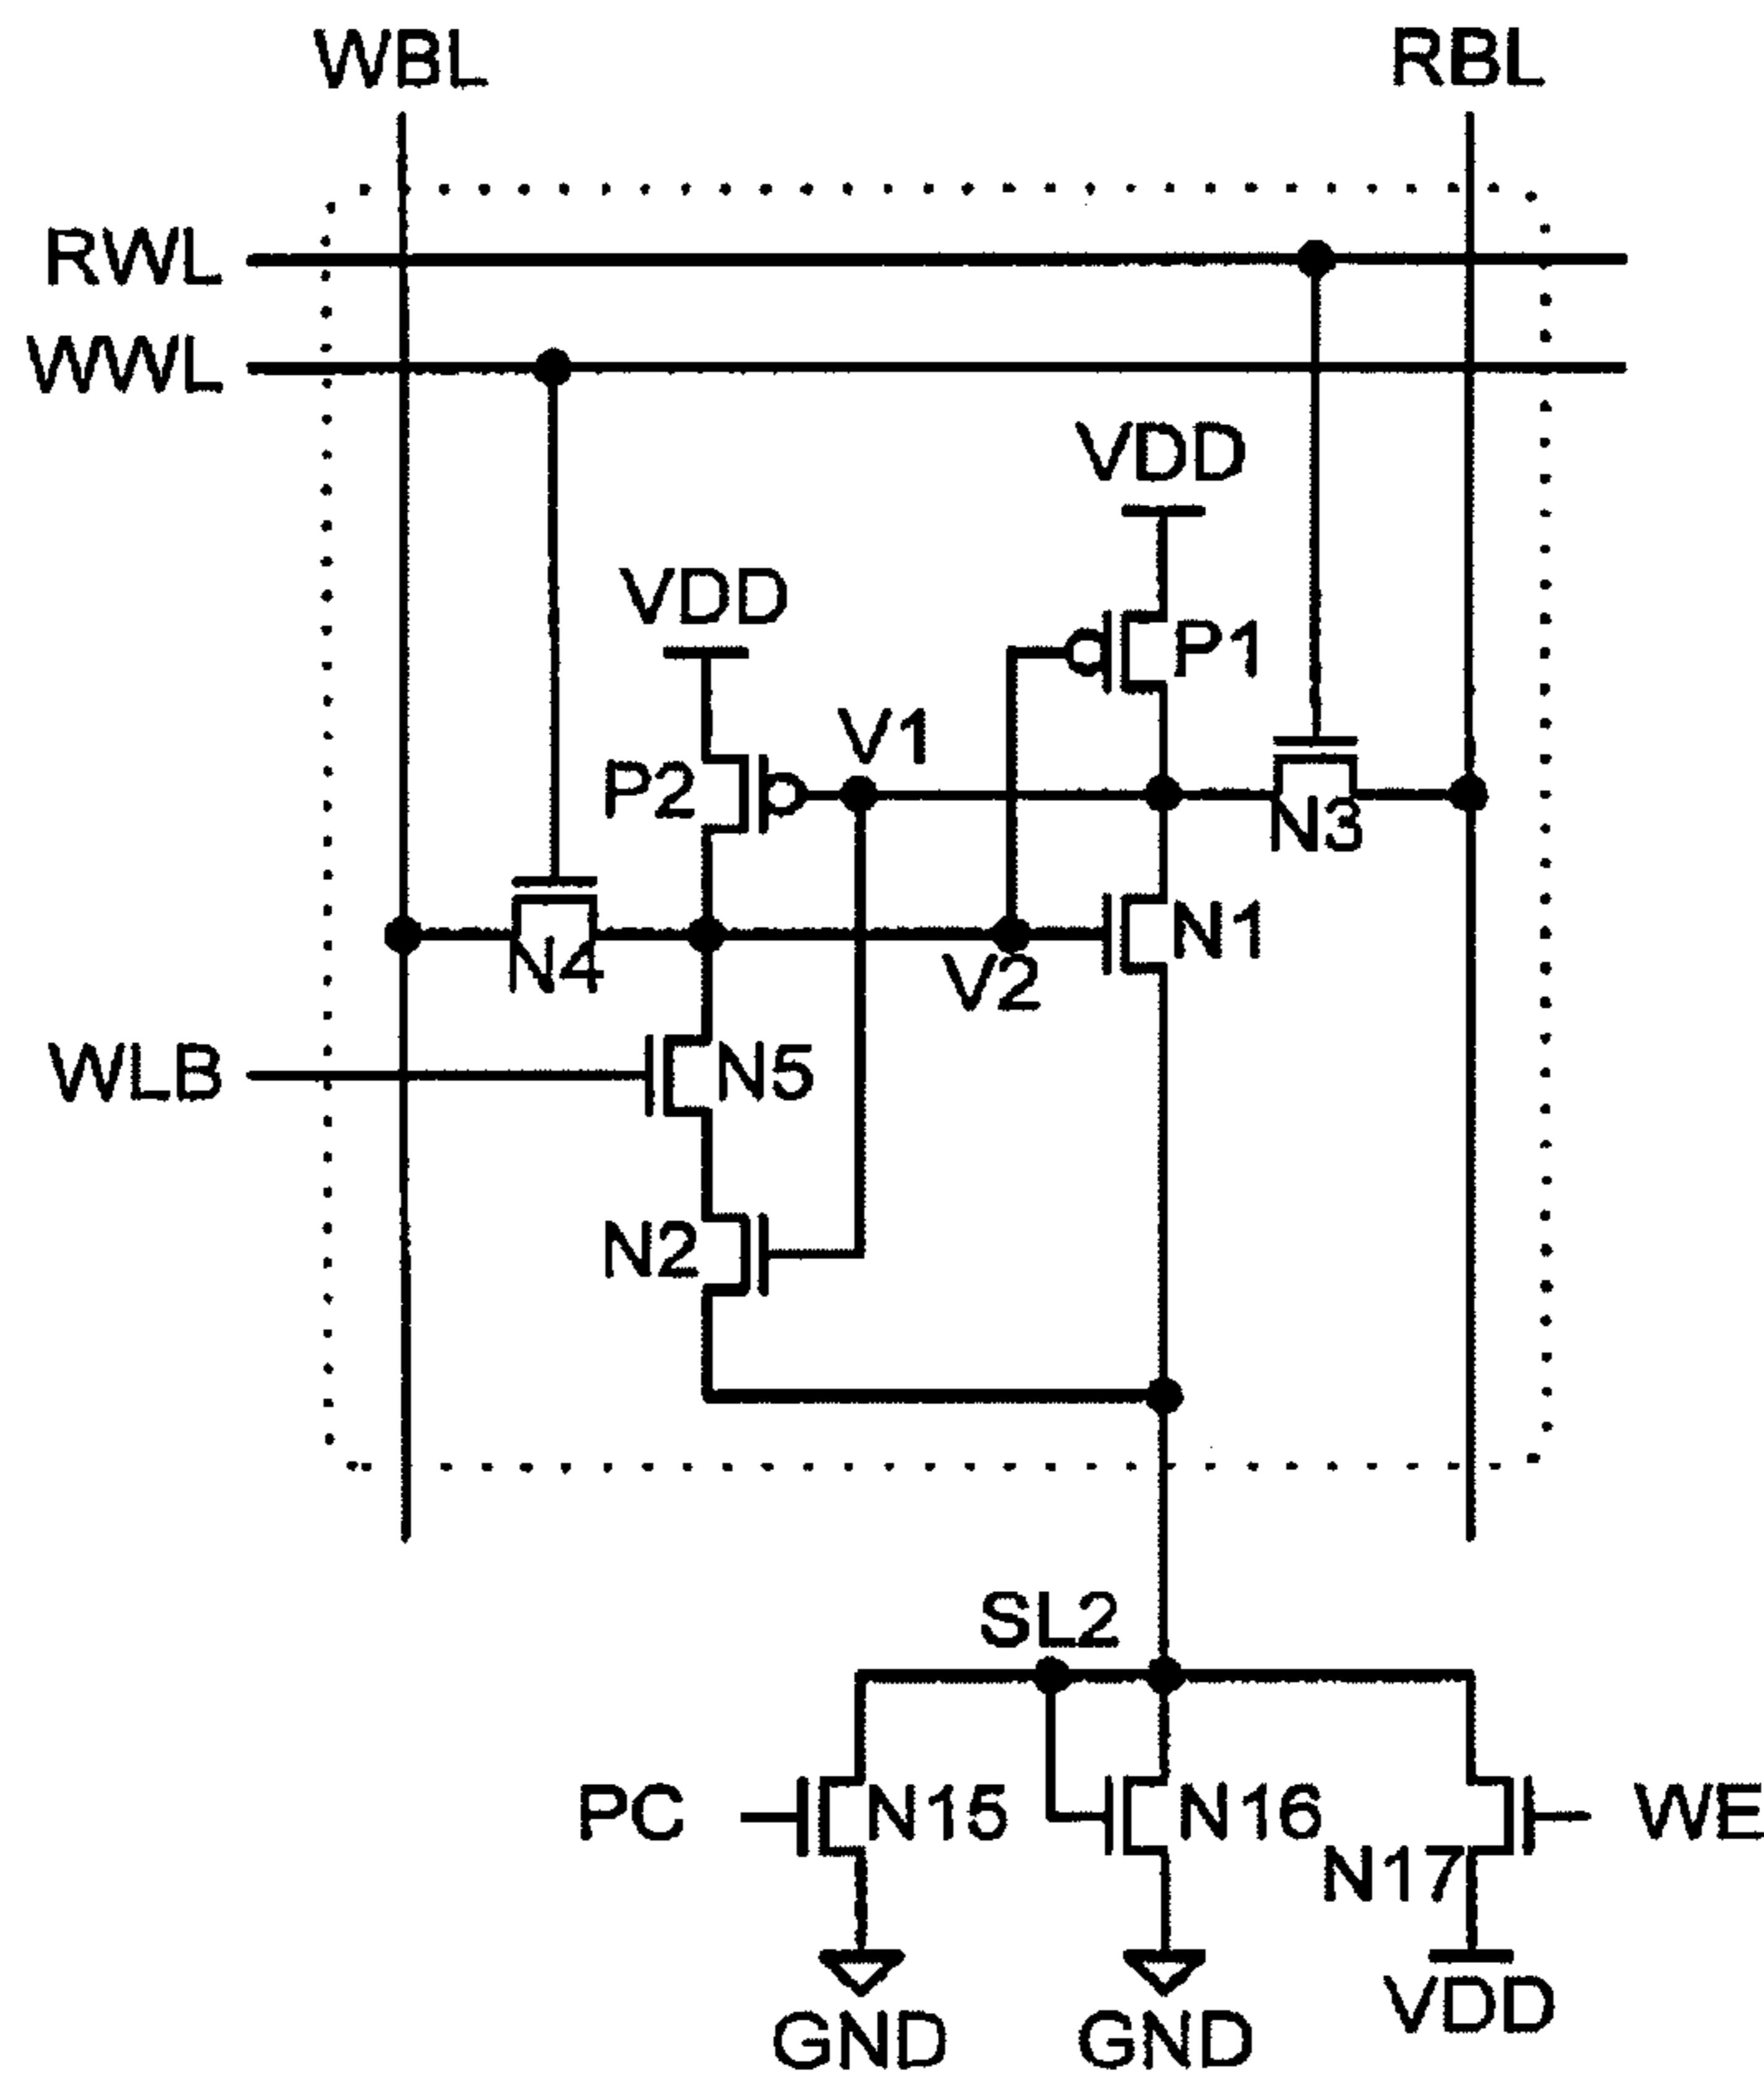 WBL RBL
RWL
WWL
VDD
VDD
P1
V1
P2
N3
N1
N4
V2
WLB N5
N2
SL2
PC N15 N16 WE
N17
VDD
GND GND